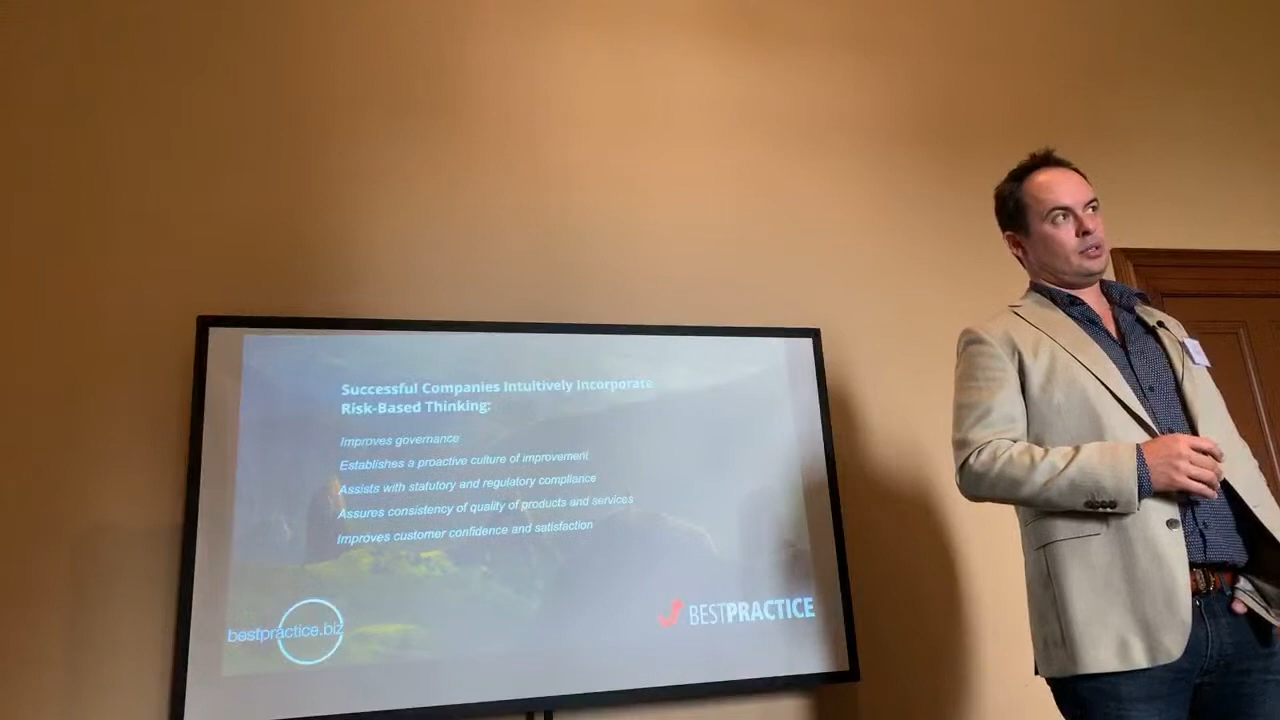 Successful Companies Intuitively Incorporate
Risk-Based Thinking:
Improves governance
Establishes a proactive culture of improvement
Assists with statutory and regulatory compliance
Assures consistency of quality of products and services
Improves customer confidence and satisfaction
bestpractice.biz
BESTPRACTICE